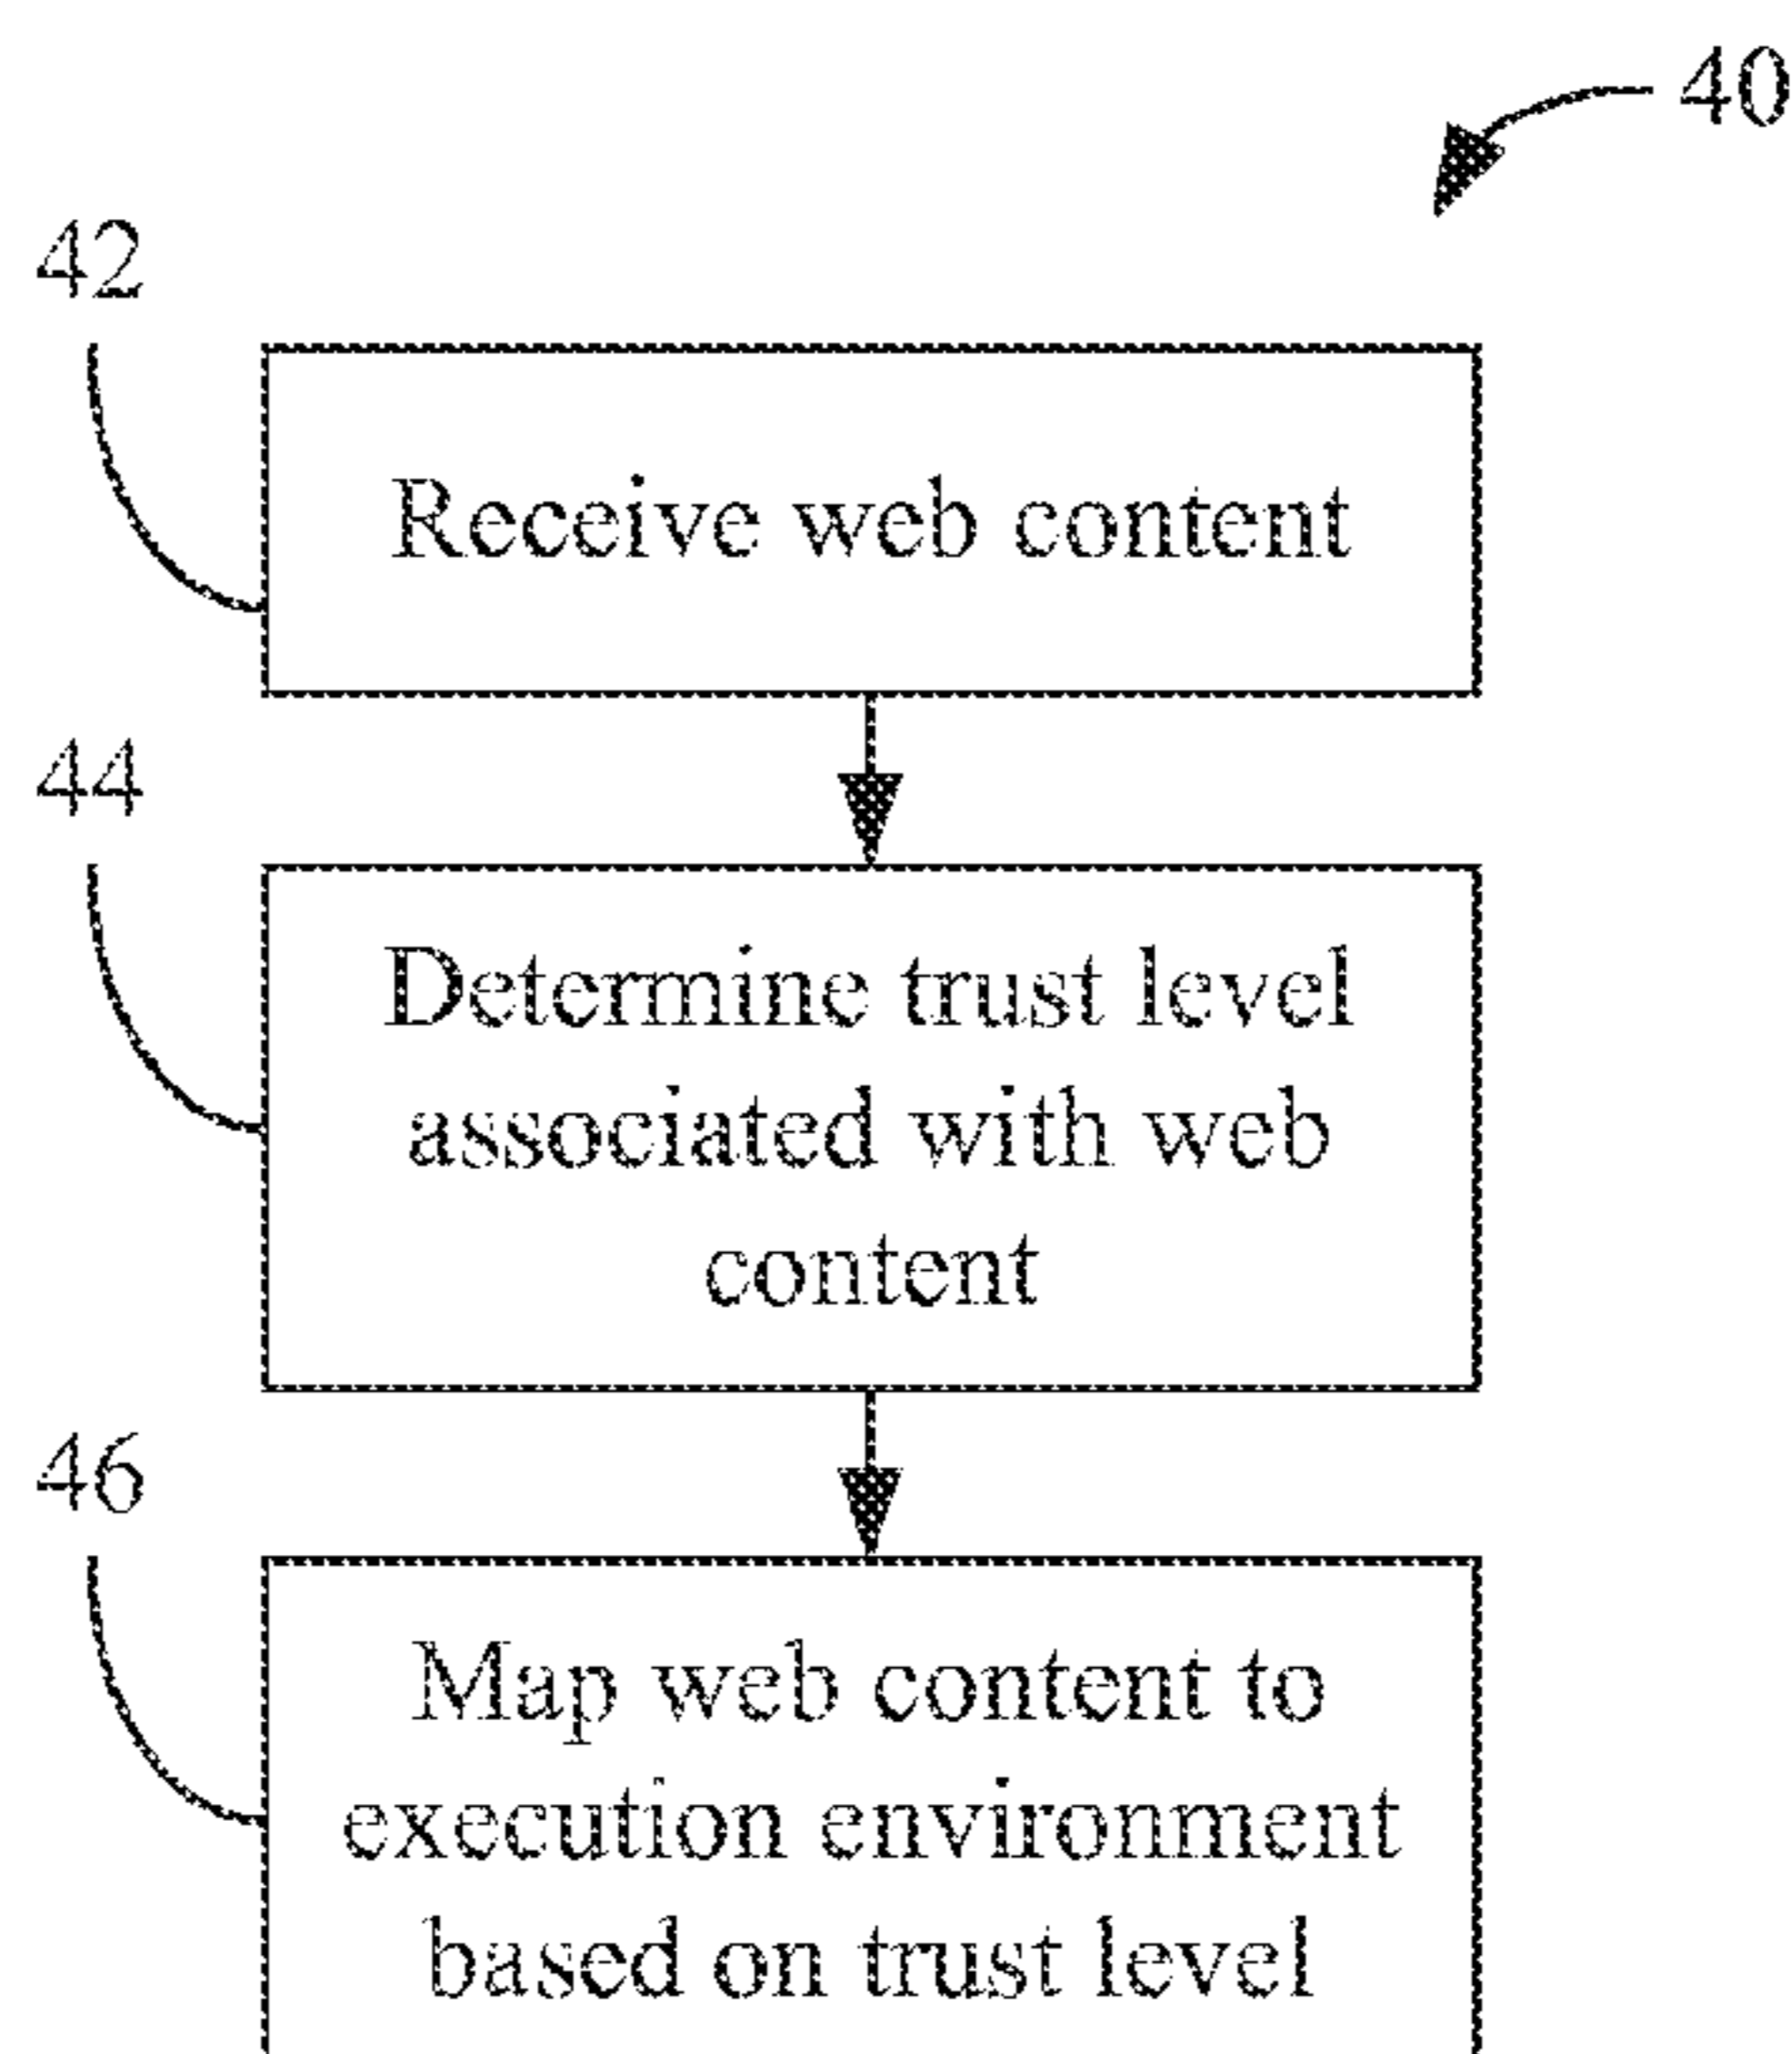 40
42
Receive web content
44
Determine trust level
associated with web
content
46
Map web content to
execution environment
based on trust level